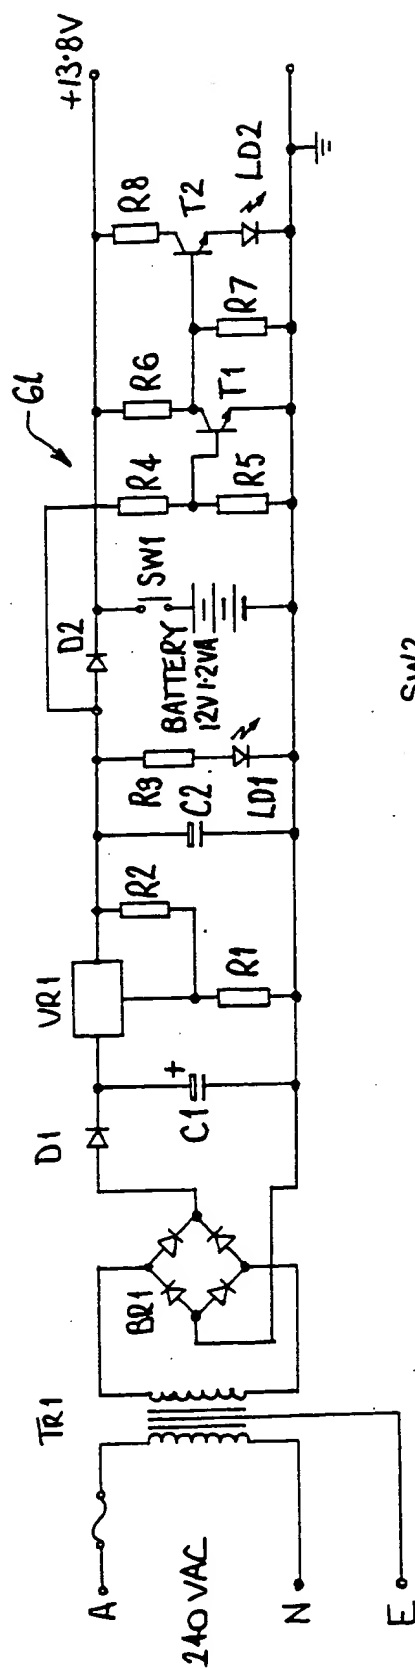 240 VAC
A
N
E
TR1
BR1
D1
C1
+
VR1
R1
R2
C2
R3
LD1
BATTERY
12V 1·2VA
SW1
D2
R4
R5
61
R6
T1
R7
R8
T2
LD2
+13·8V
SW2